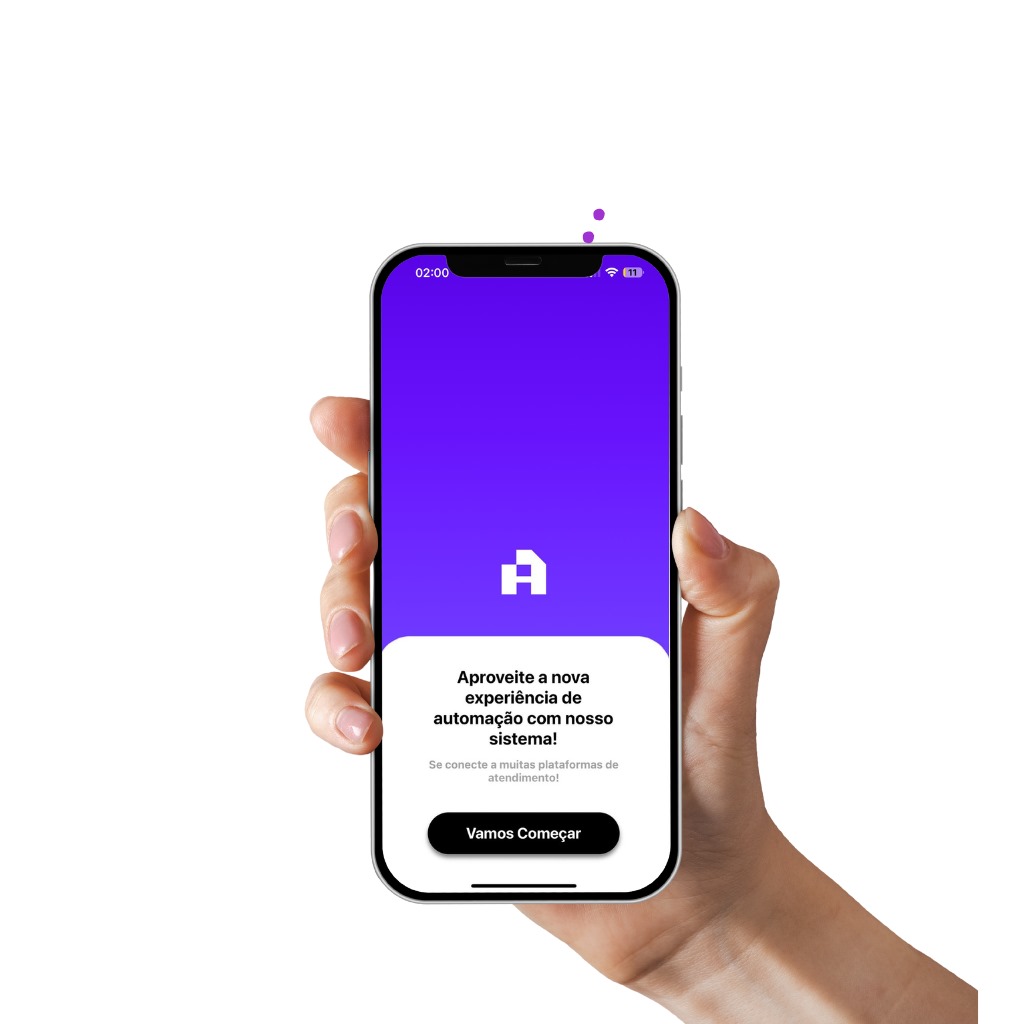 02:00
11
Aproveite a nova
experiência de
automação com nosso
sistema!
Se conecte a muitas plataformas de
atendimento!
Vamos Começar